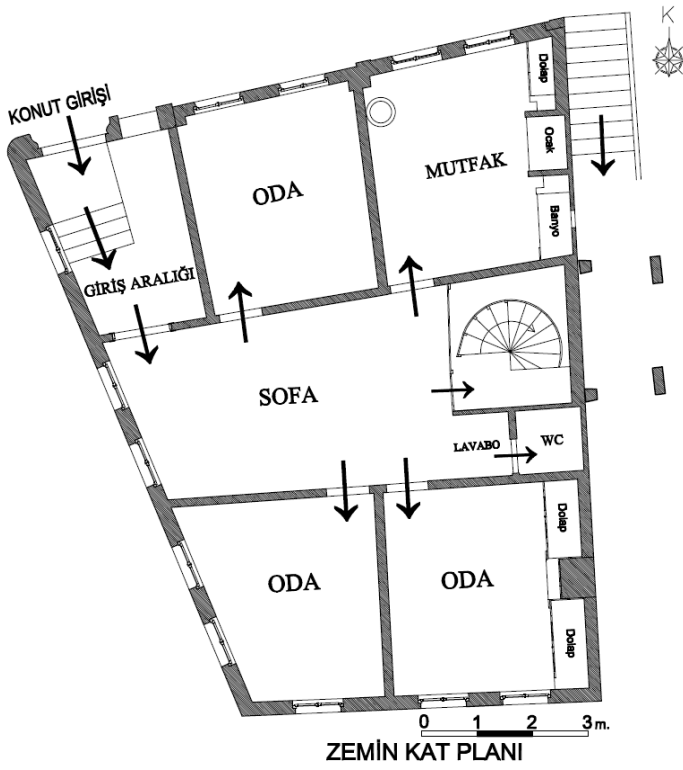 K
KONUT GİRİŞİ
Dolap
ODA
MUTFAK
Ocak
Banyo
GİRİŞ ARALIĞI
SOFA
LAVABO
WC
ODA
ODA
Dolap
Dolap
0 1 2 3 m.
ZEMİN KAT PLANI